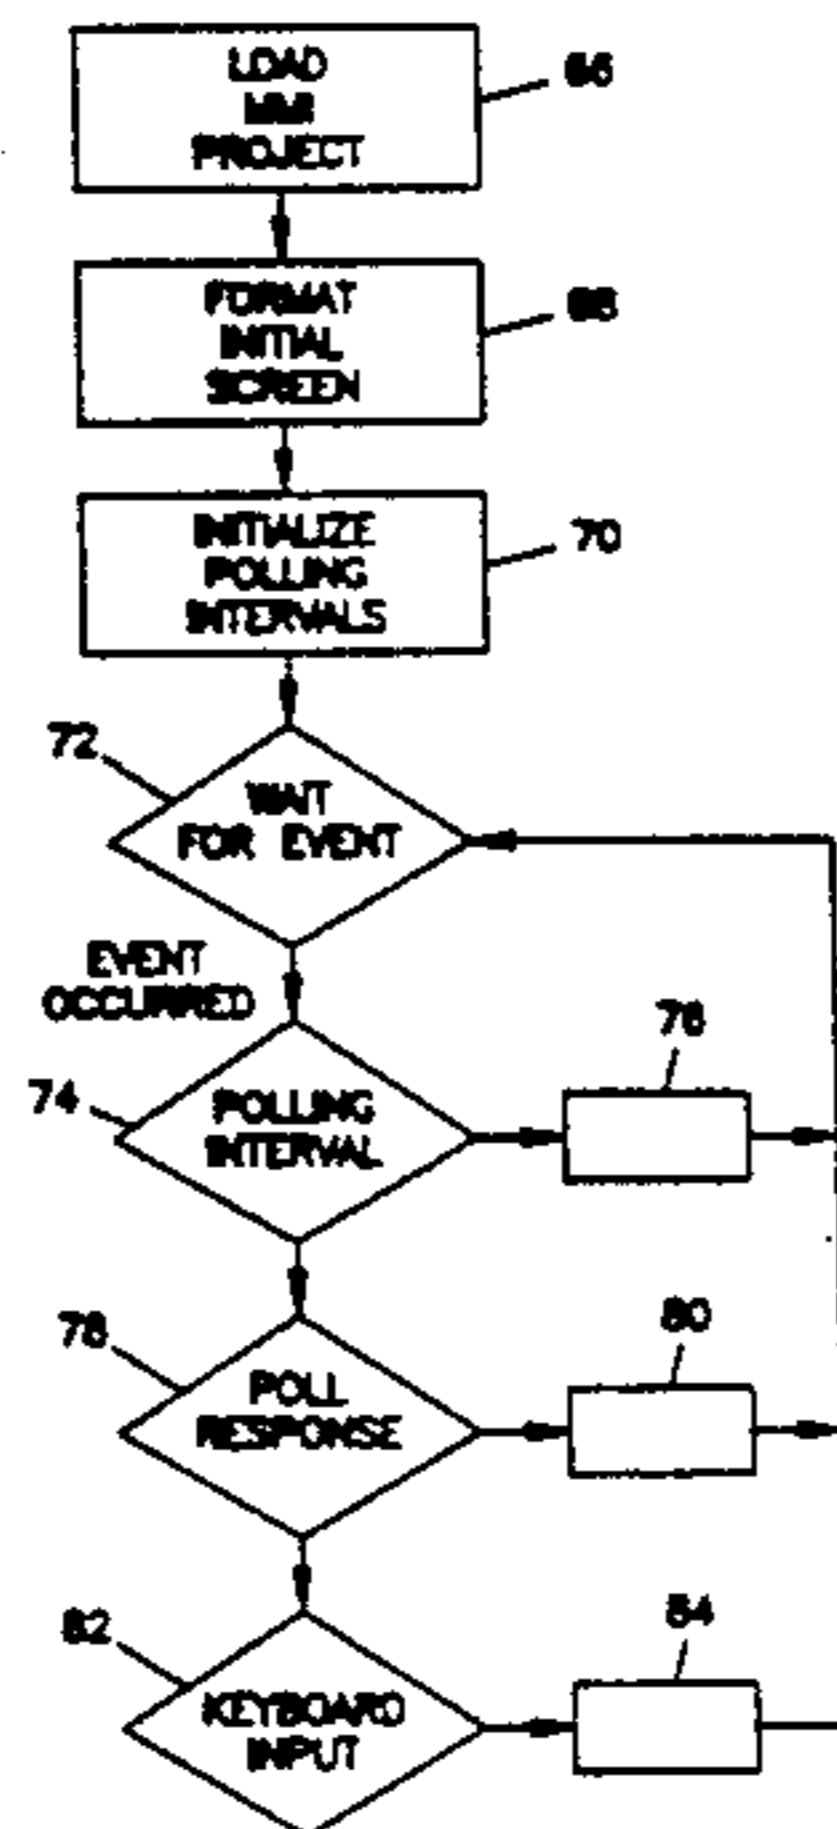 LOAD
MMI
PROJECT
66
FORMAT
INITIAL
SCREEN
68
INITIALIZE
POLLING
INTERVALS
70
72
WAIT
FOR EVENT
EVENT
OCCURRED
74
POLLING
INTERVAL
76
78
POLL
RESPONSE
80
82
KEYBOARD
INPUT
84